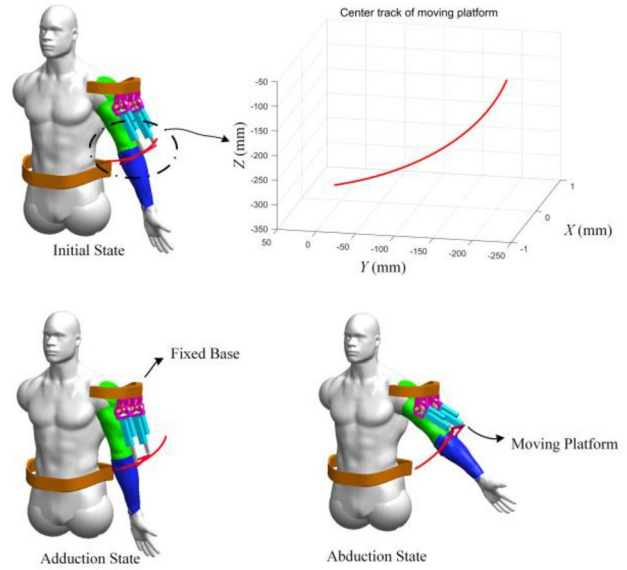 Center track of moving platform
-50
-100
-150
-200
-250
-300
-350
Z (mm)
50
0
-50
-100
-150
-200
-250
Y (mm)
1
0
-1
X (mm)
Initial State
Fixed Base
Moving Platform
Adduction State
Abduction State